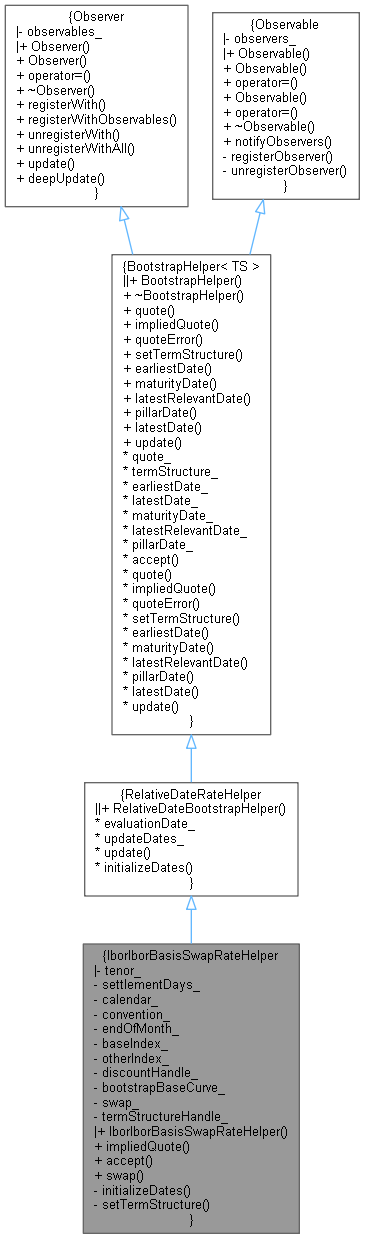 {Observer
|- observables_
|+ Observer()
+ Observer()
+ operator=()
+ ~Observer()
+ registerWith()
+ registerWithObservables()
+ unregisterWith()
+ unregisterWithAll()
+ update()
+ deepUpdate()
}
{Observable
|- observers_
|+ Observable()
+ Observable()
+ operator=()
+ Observable()
+ operator=()
+ ~Observable()
+ notifyObservers()
- registerObserver()
- unregisterObserver()
}
{BootstrapHelper< TS >
||+ BootstrapHelper()
+ ~BootstrapHelper()
+ quote()
+ impliedQuote()
+ quoteError()
+ setTermStructure()
+ earliestDate()
+ maturityDate()
+ latestRelevantDate()
+ pillarDate()
+ latestDate()
+ update()
* quote_
* termStructure_
* earliestDate_
* latestDate_
* maturityDate_
* latestRelevantDate_
* pillarDate_
* accept()
* quote()
* impliedQuote()
* quoteError()
* setTermStructure()
* earliestDate()
* maturityDate()
* latestRelevantDate()
* pillarDate()
* latestDate()
* update()
}
{RelativeDateRateHelper
||+ RelativeDateBootstrapHelper()
* evaluationDate_
* updateDates_
* update()
* initializeDates()
}
{IborIborBasisSwapRateHelper
|- tenor_
- settlementDays_
- calendar_
- convention_
- endOfMonth_
- baseIndex_
- otherIndex_
- discountHandle_
- bootstrapBaseCurve_
- swap_
- termStructureHandle_
|+ IborIborBasisSwapRateHelper()
+ impliedQuote()
+ accept()
+ swap()
- initializeDates()
- setTermStructure()
}